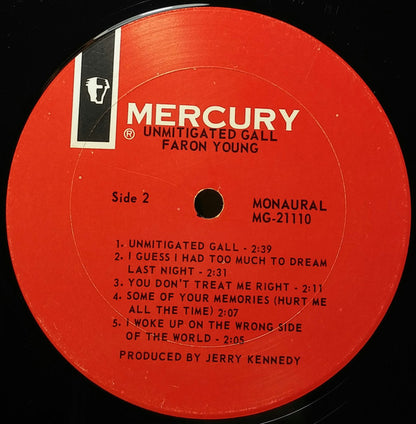 MERCURY
®
UNMITIGATED GALL
FARON YOUNG
Side 2
MONAURAL
MG-21110
1. UNMITIGATED GALL - 2:39
2. I GUESS I HAD TOO MUCH TO DREAM
LAST NIGHT - 2:31
3. YOU DON'T TREAT ME RIGHT - 2:11
4. SOME OF YOUR MEMORIES (HURT ME
ALL THE TIME) 2:07
5. I WOKE UP ON THE WRONG SIDE
OF THE WORLD - 2:05
PRODUCED BY JERRY KENNEDY